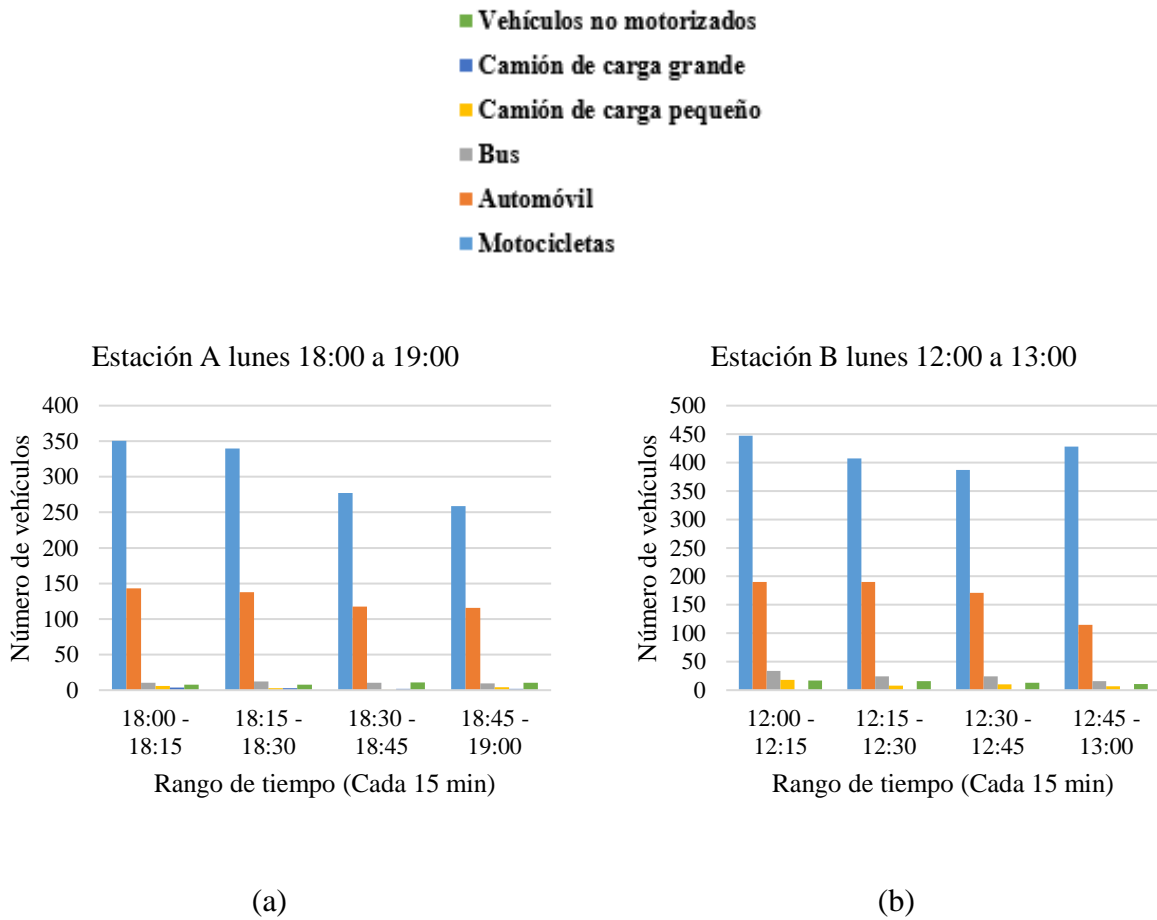 Vehículos no motorizados
Camión de carga grande
Camión de carga pequeño
Bus
Automóvil
Motocicletas
Estación A lunes 18:00 a 19:00
Número de vehículos
400
350
300
250
200
150
100
50
0
18:00 - 18:15
18:15 - 18:30
18:30 - 18:45
18:45 - 19:00
Rango de tiempo (Cada 15 min)
(a)
Estación B lunes 12:00 a 13:00
Número de vehículos
500
450
400
350
300
250
200
150
100
50
0
12:00 - 12:15
12:15 - 12:30
12:30 - 12:45
12:45 - 13:00
Rango de tiempo (Cada 15 min)
(b)